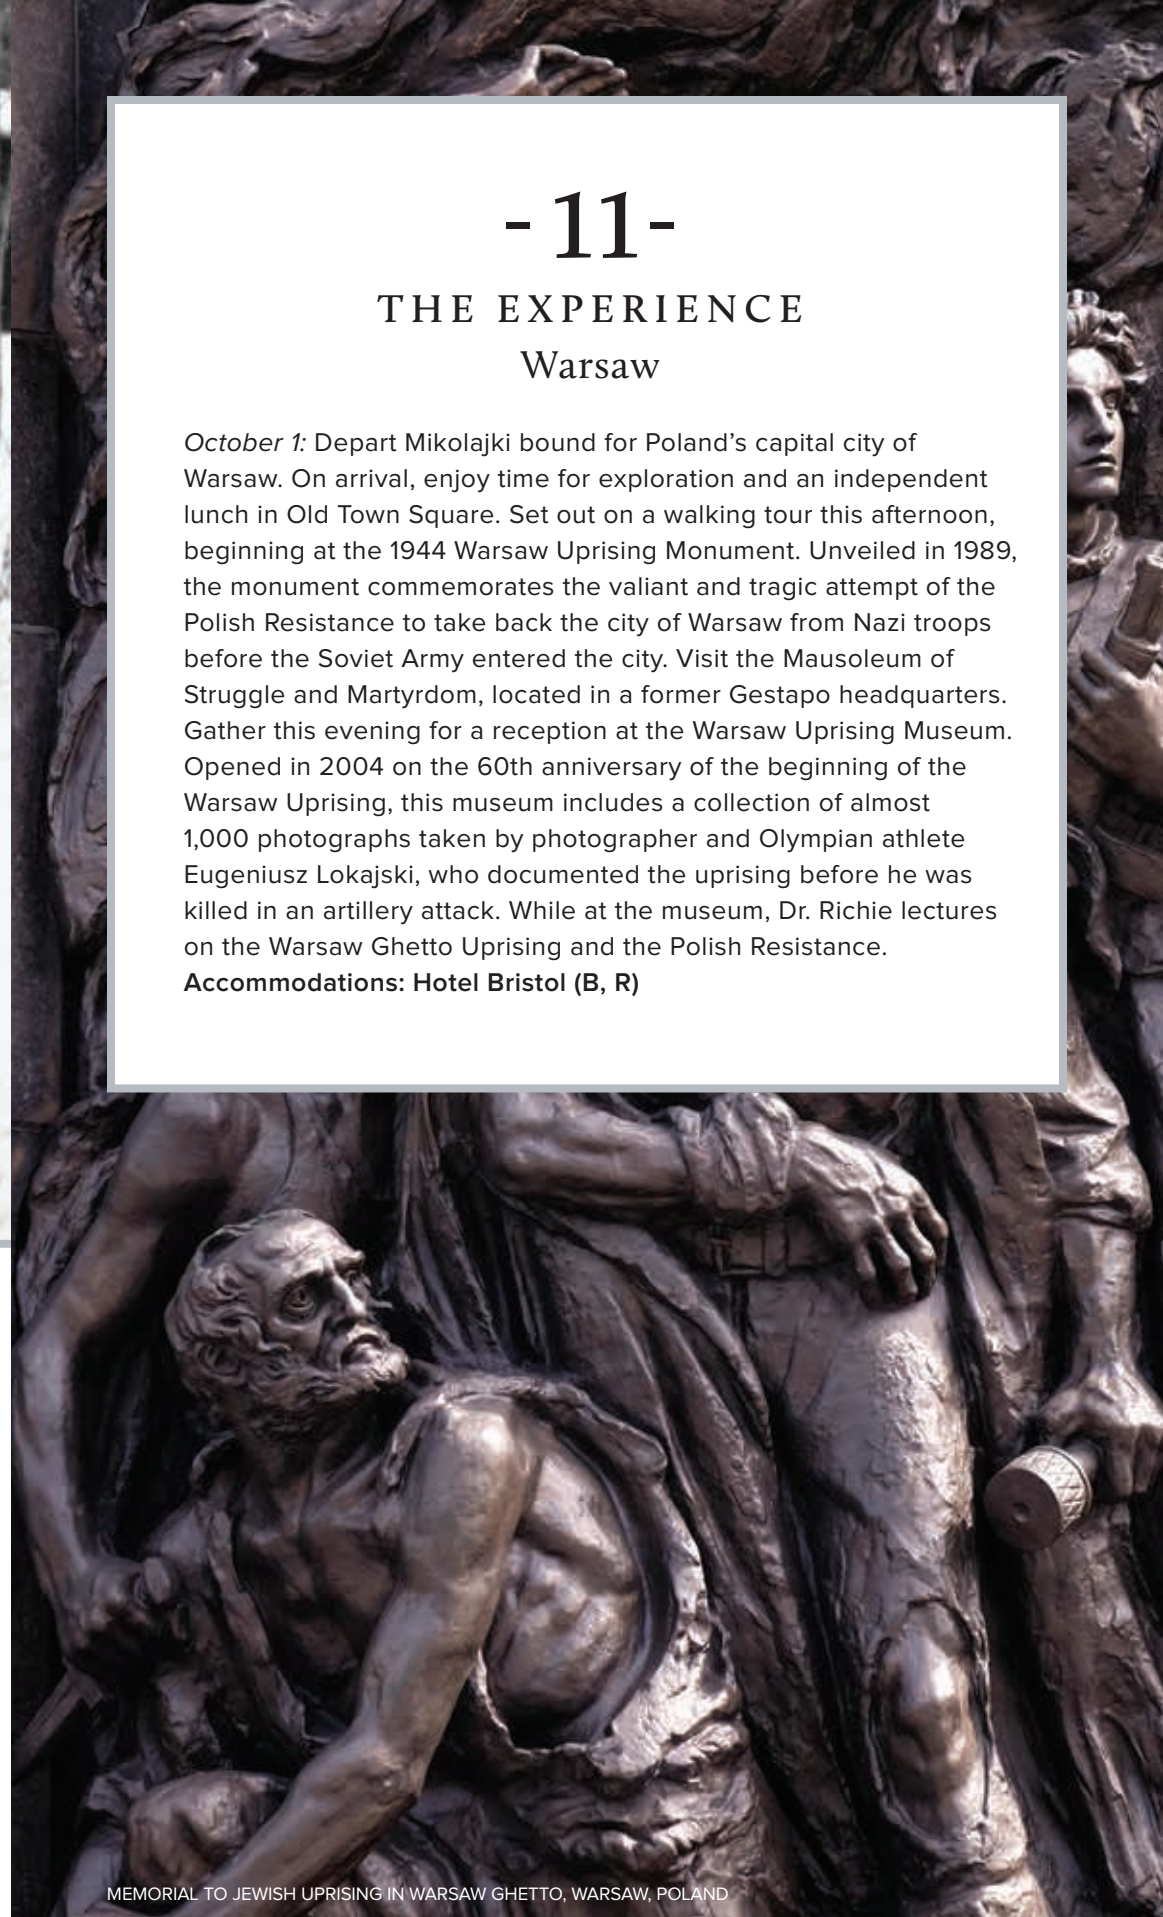 - 11 -
THE EXPERIENCE
Warsaw
October 1: Depart Mikolajki bound for Poland’s capital city of
Warsaw. On arrival, enjoy time for exploration and an independent
lunch in Old Town Square. Set out on a walking tour this afternoon,
beginning at the 1944 Warsaw Uprising Monument. Unveiled in 1989,
the monument commemorates the valiant and tragic attempt of the
Polish Resistance to take back the city of Warsaw from Nazi troops
before the Soviet Army entered the city. Visit the Mausoleum of
Struggle and Martyrdom, located in a former Gestapo headquarters.
Gather this evening for a reception at the Warsaw Uprising Museum.
Opened in 2004 on the 60th anniversary of the beginning of the
Warsaw Uprising, this museum includes a collection of almost
1,000 photographs taken by photographer and Olympian athlete
Eugeniusz Lokajski, who documented the uprising before he was
killed in an artillery attack. While at the museum, Dr. Richie lectures
on the Warsaw Ghetto Uprising and the Polish Resistance.
Accommodations: Hotel Bristol (B, R)
MEMORIAL TO JEWISH UPRISING IN WARSAW GHETTO, WARSAW, POLAND